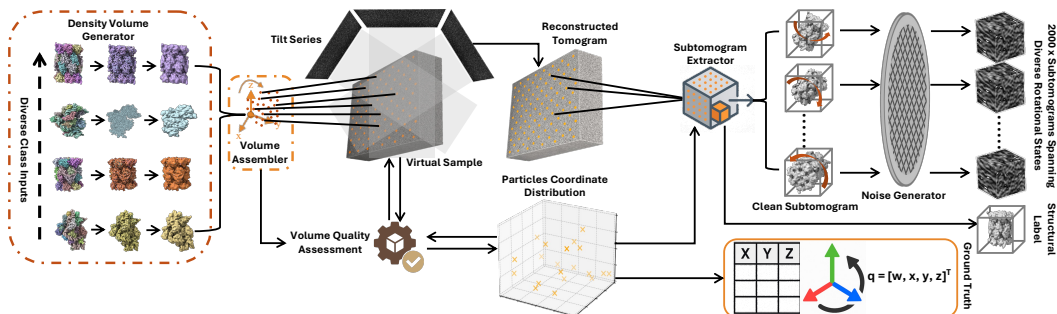 Density Volume
Generator
Diverse Class Inputs
z
x
y
Volume
Assembler
Tilt Series
Virtual Sample
Volume Quality
Assessment
Reconstructed
Tomogram
Particles Coordinate
Distribution
Subtomogram
Extractor
Clean Subtomogram
Noise Generator
2000 x Subtomograms Spanning
Diverse Rotational States
Structural
Label
X Y Z
q = [w, x, y, z]ᵀ
Ground Truth